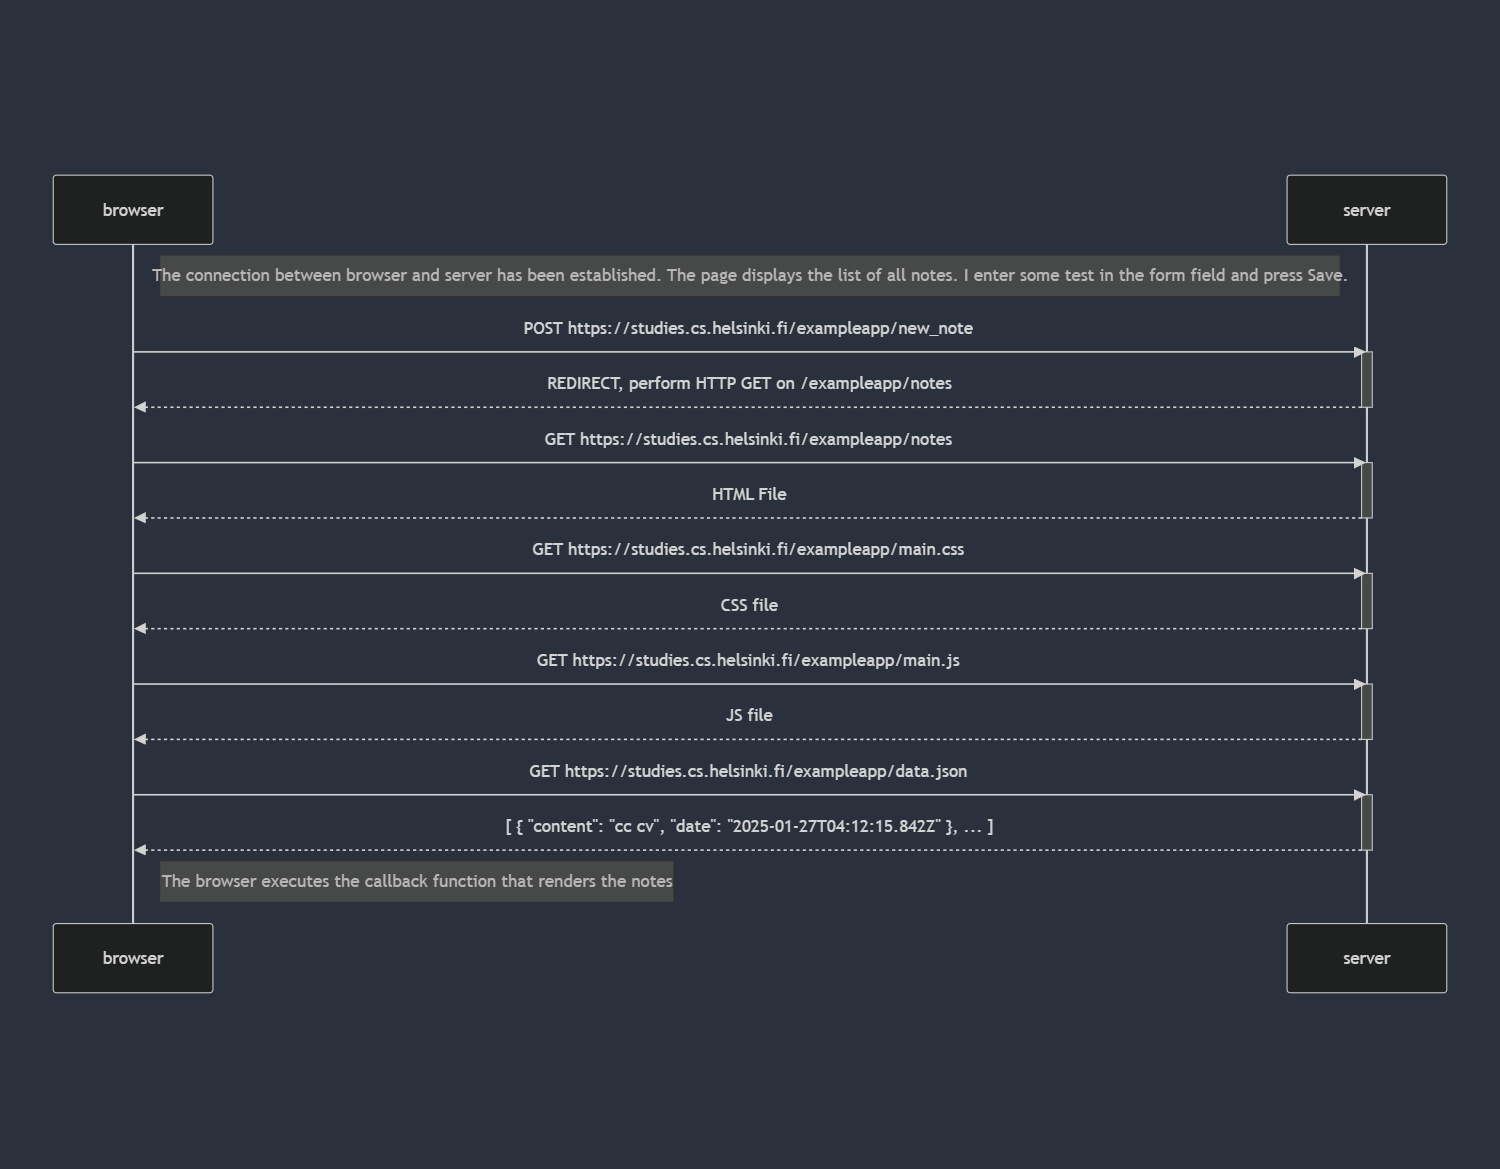 browser
server
The connection between browser and server has been established. The page displays the list of all notes. I enter some test in the form field and press Save.
POST https://studies.cs.helsinki.fi/exampleapp/new_note
REDIRECT, perform HTTP GET on /exampleapp/notes
GET https://studies.cs.helsinki.fi/exampleapp/notes
HTML File
GET https://studies.cs.helsinki.fi/exampleapp/main.css
CSS file
GET https://studies.cs.helsinki.fi/exampleapp/main.js
JS file
GET https://studies.cs.helsinki.fi/exampleapp/data.json
[ { "content": "cc cv", "date": "2025-01-27T04:12:15.842Z" }, ... ]
The browser executes the callback function that renders the notes
browser
server